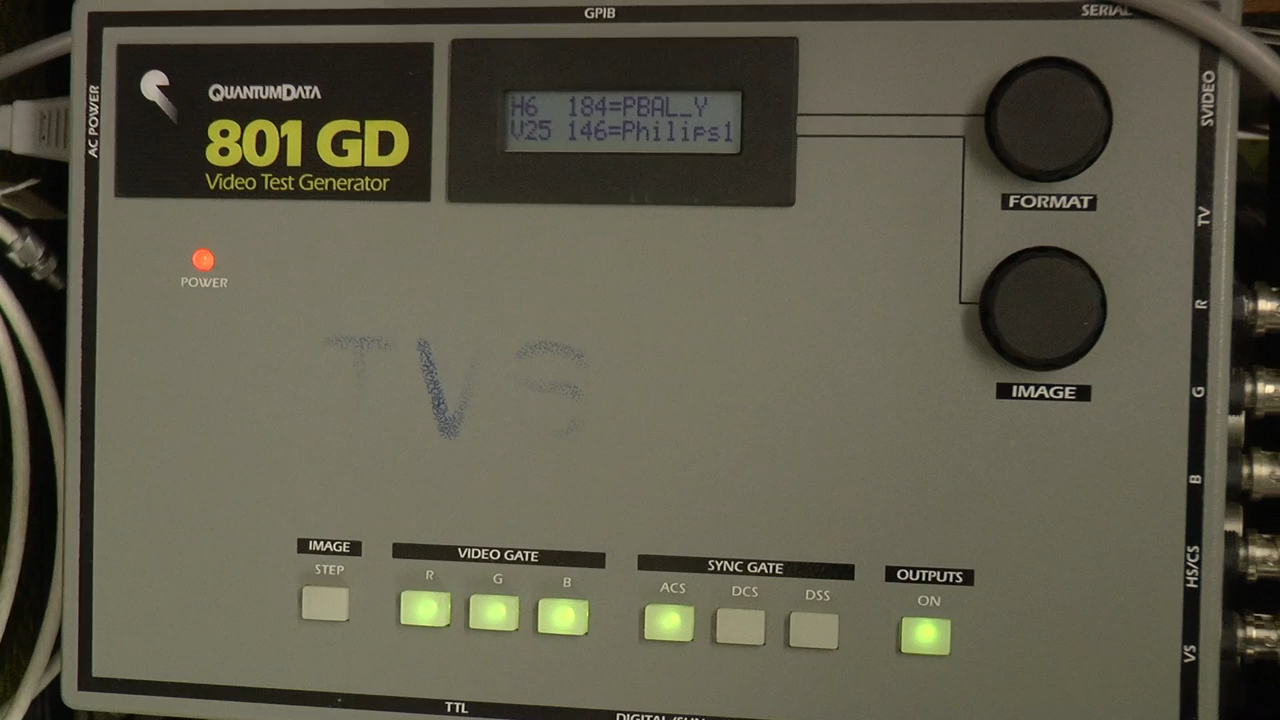 GPIB
SERIAL
AC POWER
QUANTUMDATA
801 GD
Video Test Generator
H6 184=PBAL_Y
V25 146=Philips1
FORMAT
IMAGE
POWER
TVS
IMAGE
STEP
VIDEO GATE
R G B
SYNC GATE
ACS DCS DSS
OUTPUTS
ON
SVIDEO
TV
R
G
B
HS/CS
VS
TTL